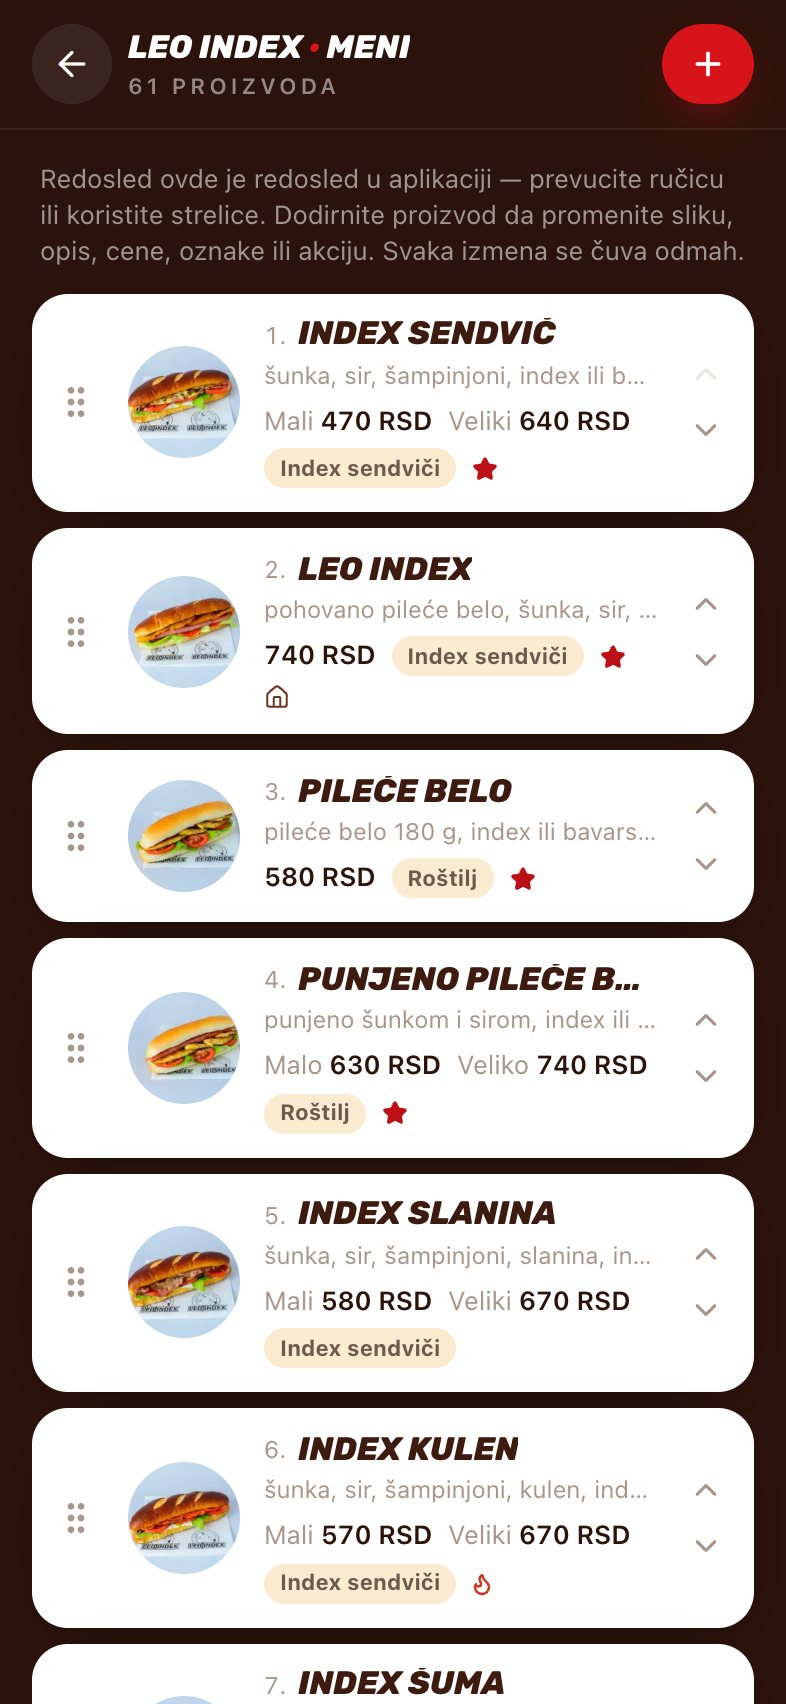 LEO INDEX • MENI
61 PROIZVODA
Redosled ovde je redosled u aplikaciji — prevucite ručicu
ili koristite strelice. Dodirnite proizvod da promenite sliku,
opis, cene, oznake ili akciju. Svaka izmena se čuva odmah.
1. INDEX SENDVIČ
šunka, sir, šampinjoni, index ili b...
Mali 470 RSD Veliki 640 RSD
Index sendviči
2. LEO INDEX
pohovano pileće belo, šunka, sir, ...
740 RSD Index sendviči
3. PILEĆE BELO
pileće belo 180 g, index ili bavars...
580 RSD Roštilj
4. PUNJENO PILEĆE B...
punjeno šunkom i sirom, index ili ...
Malo 630 RSD Veliko 740 RSD
Roštilj
5. INDEX SLANINA
šunka, sir, šampinjoni, slanina, in...
Mali 580 RSD Veliki 670 RSD
Index sendviči
6. INDEX KULEN
šunka, sir, šampinjoni, kulen, ind...
Mali 570 RSD Veliki 670 RSD
Index sendviči
7. INDEX ŠUMA